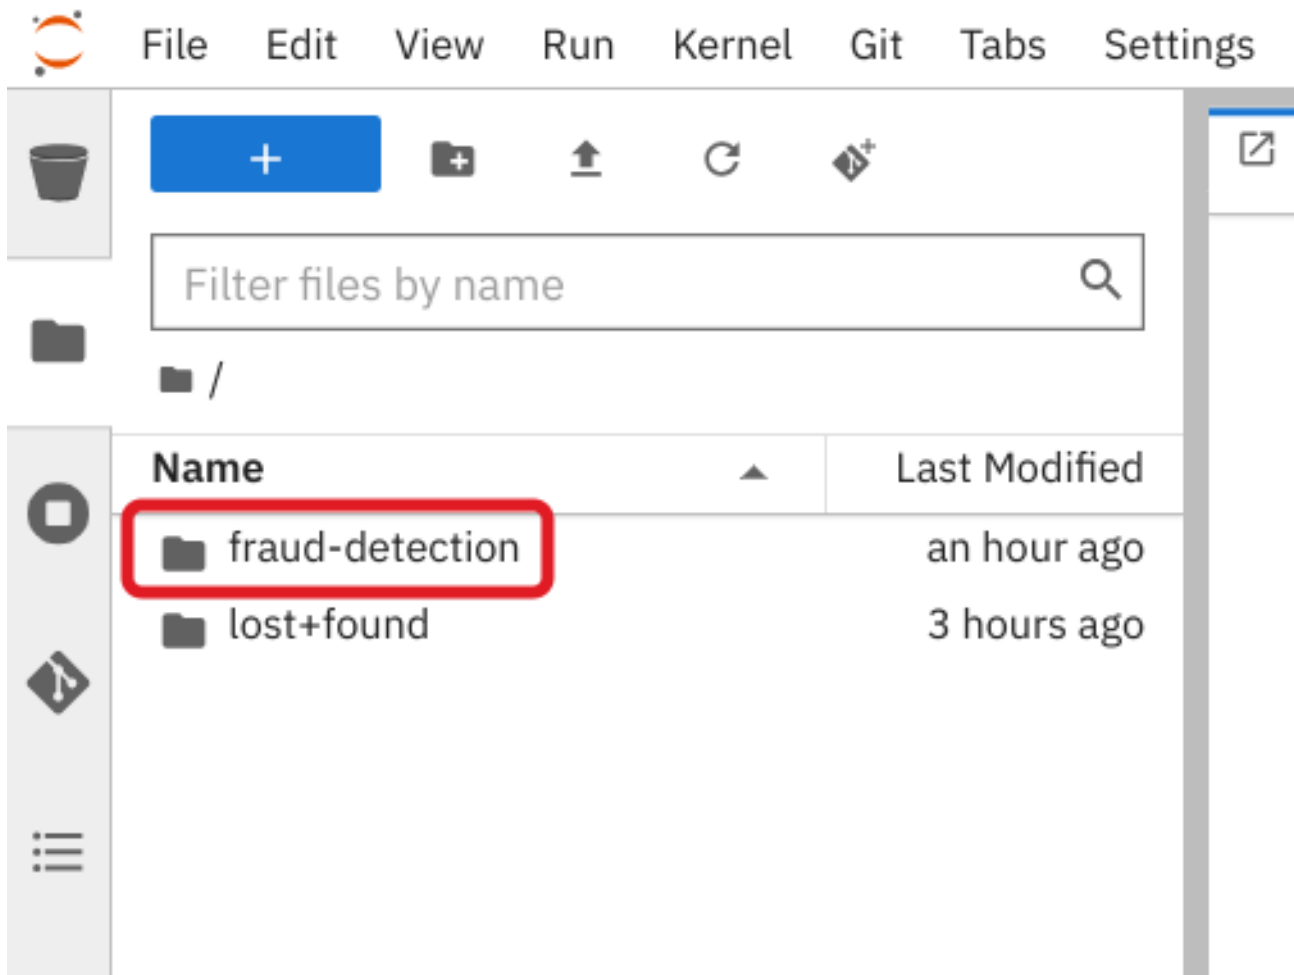 File Edit View Run Kernel Git Tabs Settings
+
Filter files by name
/
Name Last Modified
fraud-detection an hour ago
lost+found 3 hours ago